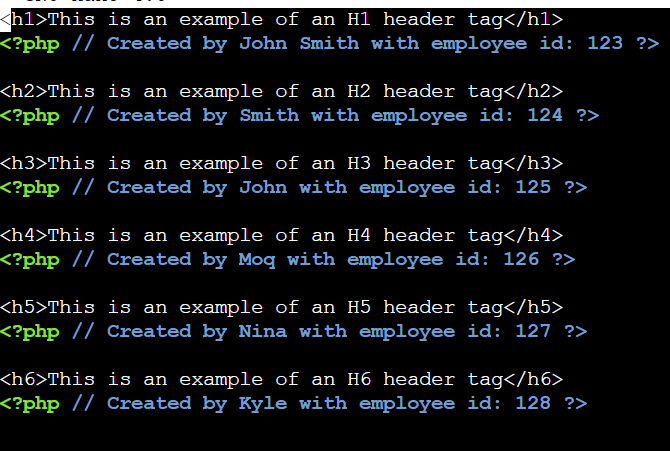 <h1>This is an example of an H1 header tag</h1>
<?php // Created by John Smith with employee id: 123 ?>
<h2>This is an example of an H2 header tag</h2>
<?php // Created by Smith with employee id: 124 ?>
<h3>This is an example of an H3 header tag</h3>
<?php // Created by John with employee id: 125 ?>
<h4>This is an example of an H4 header tag</h4>
<?php // Created by Moq with employee id: 126 ?>
<h5>This is an example of an H5 header tag</h5>
<?php // Created by Nina with employee id: 127 ?>
<h6>This is an example of an H6 header tag</h6>
<?php // Created by Kyle with employee id: 128 ?>